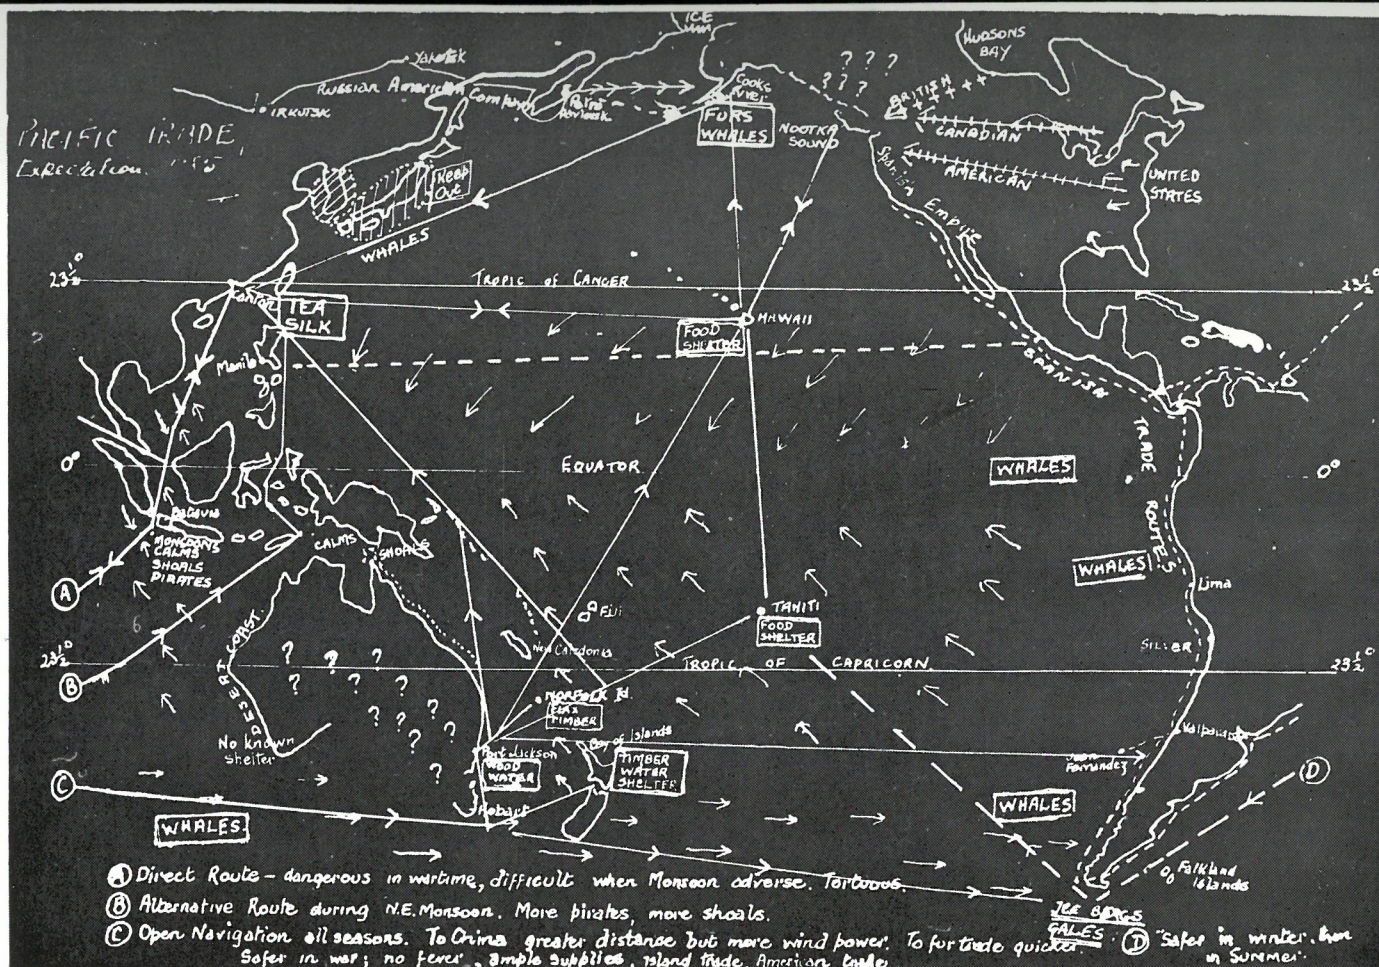 ICE
HUDSONS
BAY
YAKUTSK
RUSSIAN American
Company
IRKUTSK
Petro
Pavlovsk
Cooks
River
? ? ?
? ? ?
BRITISH
CANADIAN
AMERICAN
UNITED
STATES
PACIFIC TRADE,
Expectation.
FURS
WHALES
NOOTKA
SOUND
Spanish
Empire
Keep
Out
WHALES
23½°
TROPIC of CANCER
23½°
Canton
TEA
SILK
HAWAII
FOOD
SHELTER
Manila
SPANISH
TRADE
ROUTES
0°
EQUATOR
WHALES
0°
Batavia
MONSOONS
CALMS
SHOALS
PIRATES
CALMS
SHOALS
WHALES
Lima
A
6
Fiji
TAHITI
FOOD
SHELTER
DESERT COAST
New Caledonia
SILVER
23½°
TROPIC OF CAPRICORN
23½°
B
? ? ?
? ? ? ?
? ? ?
?
NORFOLK Id.
FLAX
TIMBER
No known
Shelter
Port Jackson
WOOD
WATER
Bay of Islands
TIMBER
WATER
SHELTER
Valparaiso
Juan
Fernandez
D
C
Hobart
WHALES
WHALES
Falkland
Islands
ICE BERGS
GALES
A Direct Route – dangerous in wartime, difficult when Monsoon adverse. Tortuous.
B Alternative Route during N.E. Monsoon. More pirates, more shoals.
C Open Navigation all seasons. To China greater distance but more wind power. To fur trade quicker.
Safer in war; no fever, ample supplies, island trade, American trade
D "Safer in winter, than
in SUMMER.